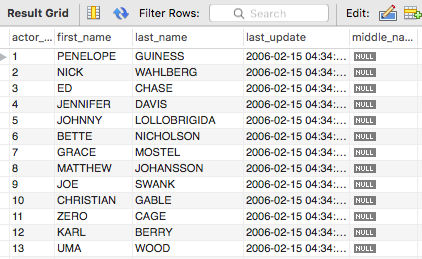 Result Grid Filter Rows: Search Edit:
actor_... first_name last_name last_update middle_na...
1 PENELOPE GUINESS 2006-02-15 04:34:... NULL
2 NICK WAHLBERG 2006-02-15 04:34:... NULL
3 ED CHASE 2006-02-15 04:34:... NULL
4 JENNIFER DAVIS 2006-02-15 04:34:... NULL
5 JOHNNY LOLLOBRIGIDA 2006-02-15 04:34:... NULL
6 BETTE NICHOLSON 2006-02-15 04:34:... NULL
7 GRACE MOSTEL 2006-02-15 04:34:... NULL
8 MATTHEW JOHANSSON 2006-02-15 04:34:... NULL
9 JOE SWANK 2006-02-15 04:34:... NULL
10 CHRISTIAN GABLE 2006-02-15 04:34:... NULL
11 ZERO CAGE 2006-02-15 04:34:... NULL
12 KARL BERRY 2006-02-15 04:34:... NULL
13 UMA WOOD 2006-02-15 04:34:... NULL